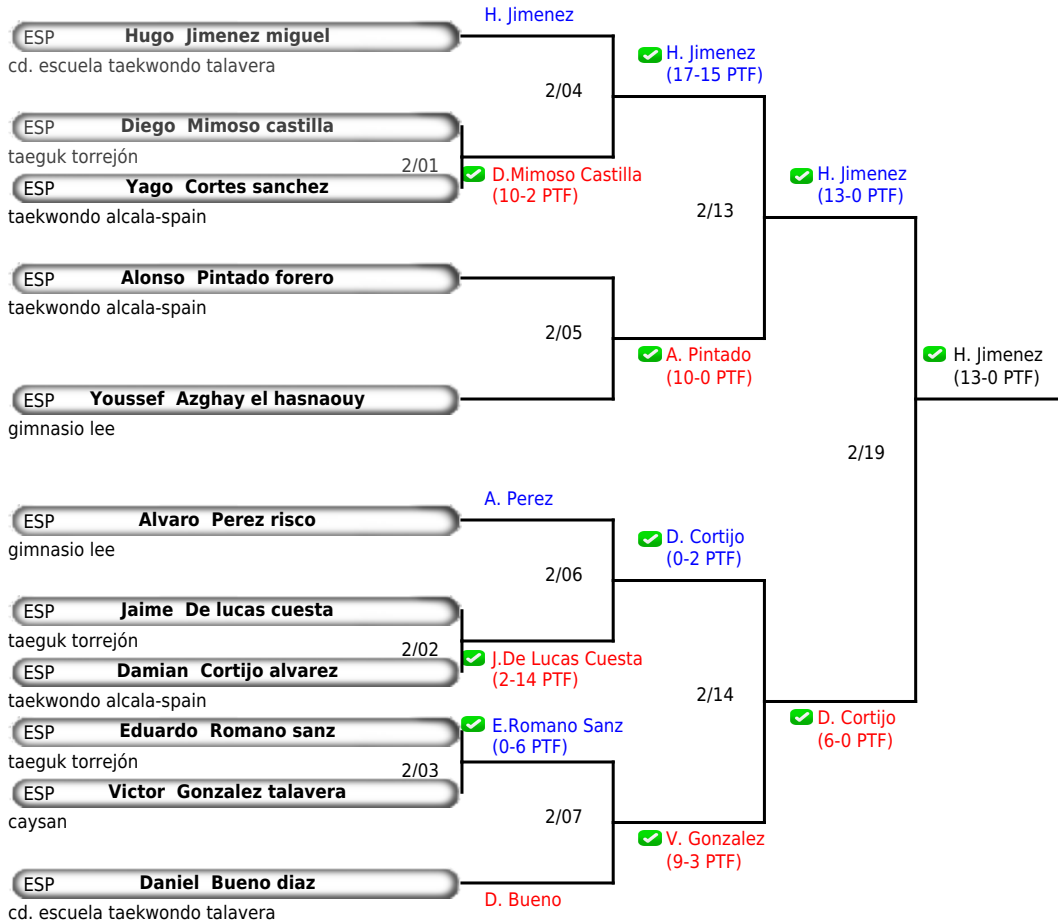 H. Jimenez
ESP Hugo Jimenez miguel
cd. escuela taekwondo talavera
H. Jimenez
(17-15 PTF)
2/04
ESP Diego Mimoso castilla
taeguk torrejón
2/01
D.Mimoso Castilla
(10-2 PTF)
ESP Yago Cortes sanchez
taekwondo alcala-spain
H. Jimenez
(13-0 PTF)
2/13
ESP Alonso Pintado forero
taekwondo alcala-spain
2/05
A. Pintado
(10-0 PTF)
H. Jimenez
(13-0 PTF)
ESP Youssef Azghay el hasnaouy
gimnasio lee
2/19
A. Perez
ESP Alvaro Perez risco
gimnasio lee
D. Cortijo
(0-2 PTF)
2/06
ESP Jaime De lucas cuesta
taeguk torrejón
2/02
J.De Lucas Cuesta
(2-14 PTF)
ESP Damian Cortijo alvarez
taekwondo alcala-spain
2/14
ESP Eduardo Romano sanz
taeguk torrejón
E.Romano Sanz
(0-6 PTF)
D. Cortijo
(6-0 PTF)
2/03
ESP Victor Gonzalez talavera
caysan
2/07
V. Gonzalez
(9-3 PTF)
ESP Daniel Bueno diaz
cd. escuela taekwondo talavera
D. Bueno